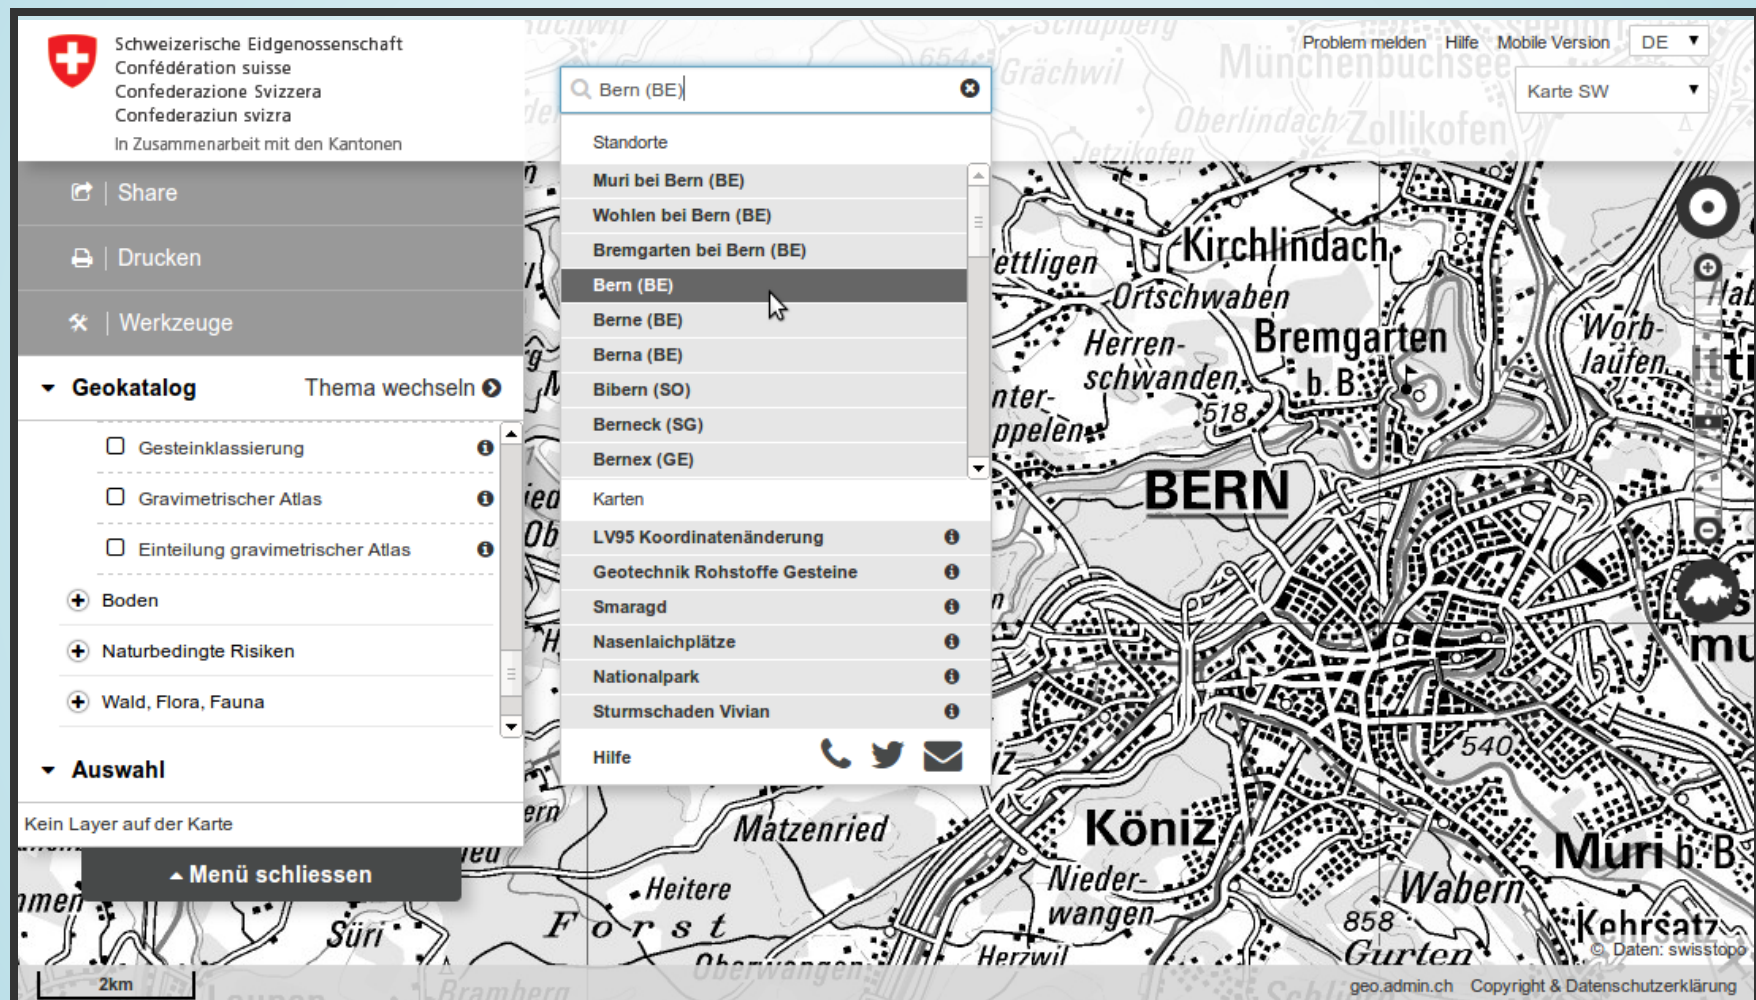 Schweizerische Eidgenossenschaft
Confédération suisse
Confederazione Svizzera
Confederaziun svizra
In Zusammenarbeit mit den Kantonen
Problem melden Hilfe Mobile Version DE
Karte SW
Bern (BE)
Standorte
Muri bei Bern (BE)
Wohlen bei Bern (BE)
Bremgarten bei Bern (BE)
Bern (BE)
Berne (BE)
Berna (BE)
Bibern (SO)
Berneck (SG)
Bernex (GE)
Karten
LV95 Koordinatenänderung
Geotechnik Rohstoffe Gesteine
Smaragd
Nasenlaichplätze
Nationalpark
Sturmschaden Vivian
Hilfe
Share
Drucken
Werkzeuge
Geokatalog Thema wechseln
Gesteinklassierung
Gravimetrischer Atlas
Einteilung gravimetrischer Atlas
Boden
Naturbedingte Risiken
Wald, Flora, Fauna
Auswahl
Kein Layer auf der Karte
Menü schliessen
Schüpberg
654
Grächwil
Münchenbuchsee
Oberlindach
Zollikofen
Jetzikofen
Kirchlindach
ettligen
Ortschwaben
Herren-
schwanden
Bremgarten
b. B.
Worb-
laufen
518
BERN
540
Köniz
Muri b. B.
Matzenried
Heitere
Forst
Süri
Nieder-
wangen
Wabern
858
Gurten
Kehrsatz
Herzwil
Oberwangen
Bramberg
© Daten: swisstopo
2km
geo.admin.ch Copyright & Datenschutzerklärung